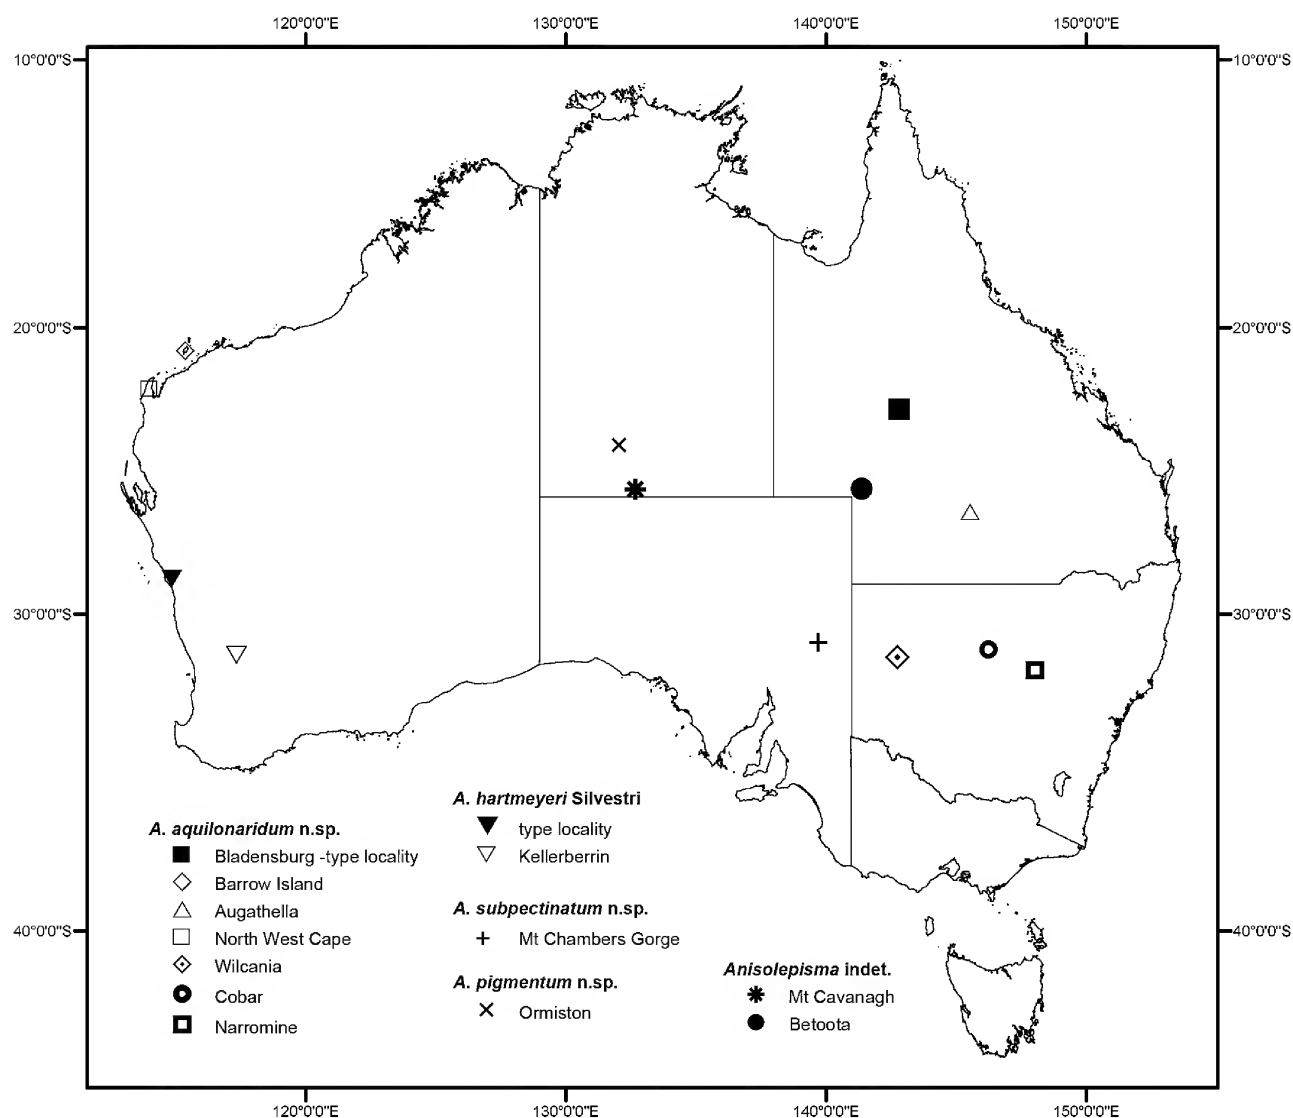 120°0'0"E 130°0'0"E 140°0'0"E 150°0'0"E
10°0'0"S 10°0'0"S
20°0'0"S 20°0'0"S
30°0'0"S 30°0'0"S
40°0'0"S 40°0'0"S
A. aquilonaridum n.sp.
Bladensburg -type locality
Barrow Island
Augathella
North West Cape
Wilcania
Cobar
Narromine
A. hartmeyeri Silvestri
type locality
Kellerberrin
A. subpectinatum n.sp.
Mt Chambers Gorge
A. pigmentum n.sp.
Ormiston
Anisolepisma indet.
Mt Cavanagh
Betoota
120°0'0"E 130°0'0"E 140°0'0"E 150°0'0"E